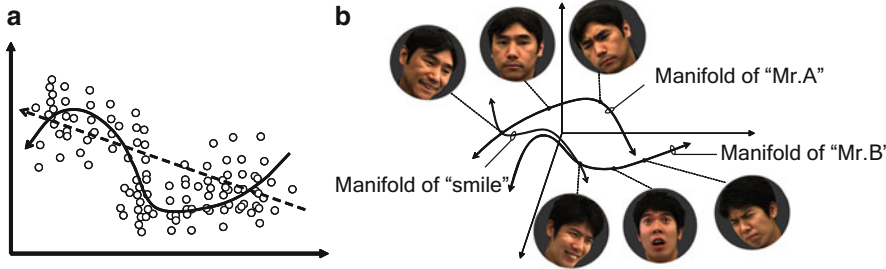 a
b
Manifold of “Mr.A”
Manifold of “Mr.B’
Manifold of “smile”